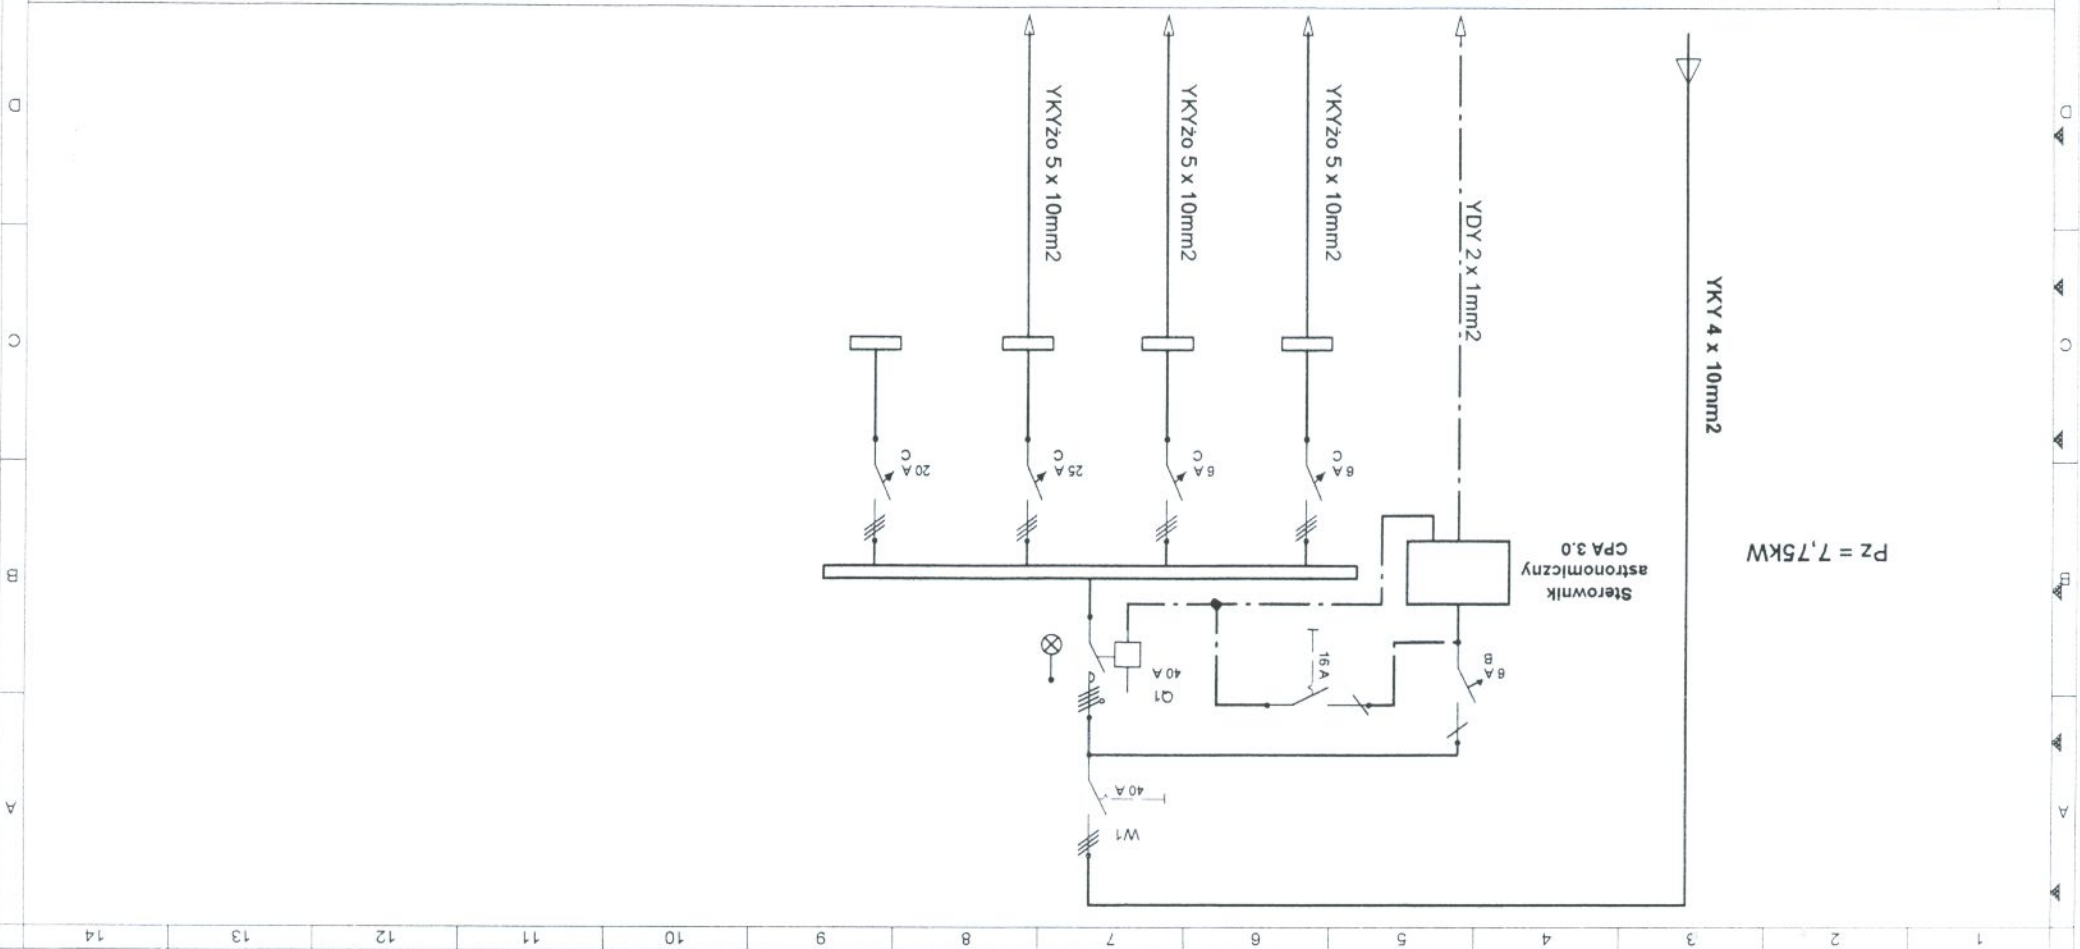 1 2 3 4 5 6 7 8 9 10 11 12 13 14
A
A
W1
40 A
Q1
40 A
16 A
6 A B
B
B
Sterownik
astronomiczny
CPA 3.0
Pz = 7,75kW
6 A
C
6 A
C
25 A
C
20 A
C
C
C
YKY 4 x 10mm2
YDY 2 x 1mm2
YKYżo 5 x 10mm2
YKYżo 5 x 10mm2
YKYżo 5 x 10mm2
D
D